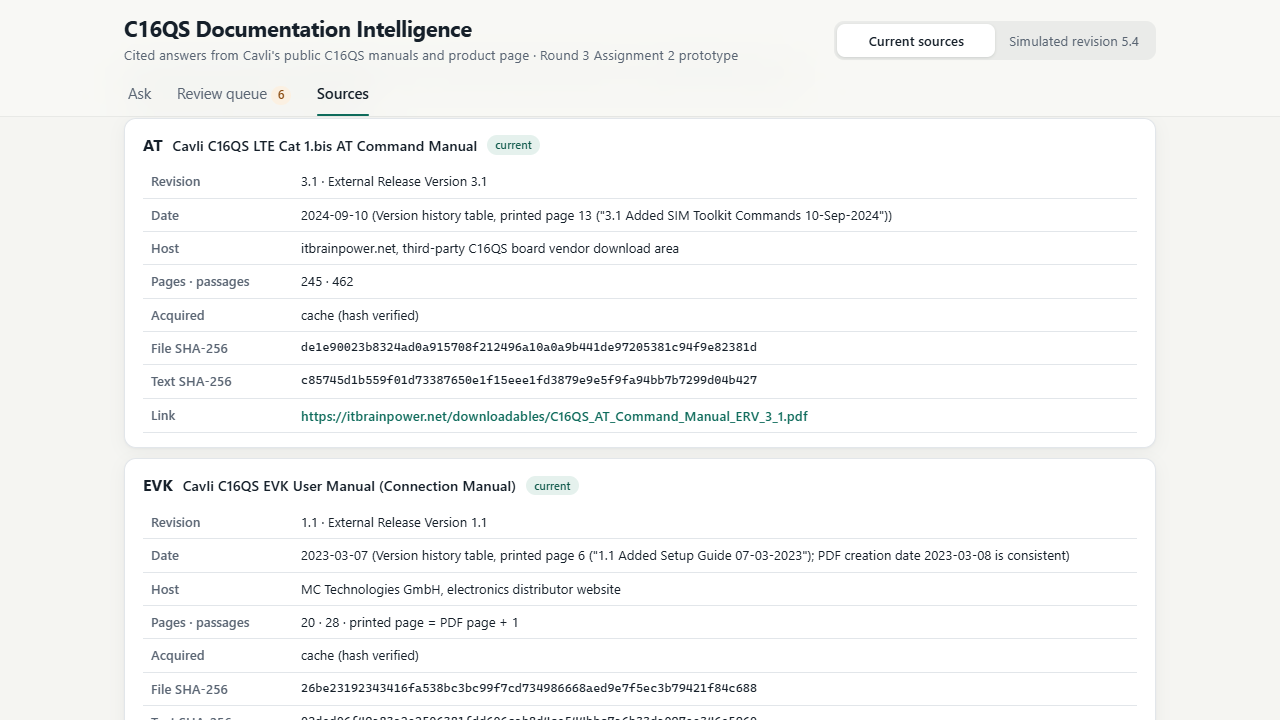 C16QS Documentation Intelligence
Cited answers from Cavli's public C16QS manuals and product page · Round 3 Assignment 2 prototype
Current sources
Simulated revision 5.4
Ask
Review queue 6
Sources
AT Cavli C16QS LTE Cat 1.bis AT Command Manual current
Revision 3.1 · External Release Version 3.1
Date 2024-09-10 (Version history table, printed page 13 ("3.1 Added SIM Toolkit Commands 10-Sep-2024"))
Host itbrainpower.net, third-party C16QS board vendor download area
Pages · passages 245 · 462
Acquired cache (hash verified)
File SHA-256 de1e90023b8324ad0a915708f212496a10a0a9b441de97205381c94f9e82381d
Text SHA-256 c85745d1b559f01d73387650e1f15eee1fd3879e9e5f9fa94bb7b7299d04b427
Link https://itbrainpower.net/downloadables/C16QS_AT_Command_Manual_ERV_3_1.pdf
EVK Cavli C16QS EVK User Manual (Connection Manual) current
Revision 1.1 · External Release Version 1.1
Date 2023-03-07 (Version history table, printed page 6 ("1.1 Added Setup Guide 07-03-2023"); PDF creation date 2023-03-08 is consistent)
Host MC Technologies GmbH, electronics distributor website
Pages · passages 20 · 28 · printed page = PDF page + 1
Acquired cache (hash verified)
File SHA-256 26be23192343416fa538bc3bc99f7cd734986668aed9e7f5ec3b79421f84c688
Text SHA-256